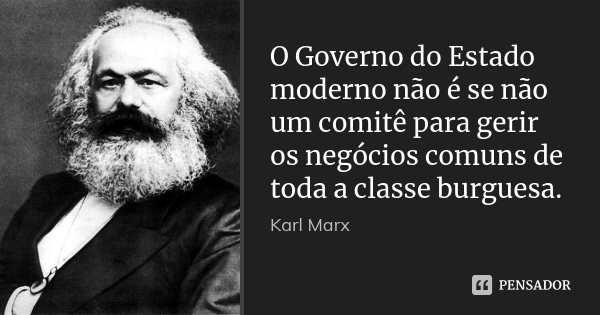 O Governo do Estado
moderno não é se não
um comitê para gerir
os negócios comuns de
toda a classe burguesa.
Karl Marx
PENSADOR